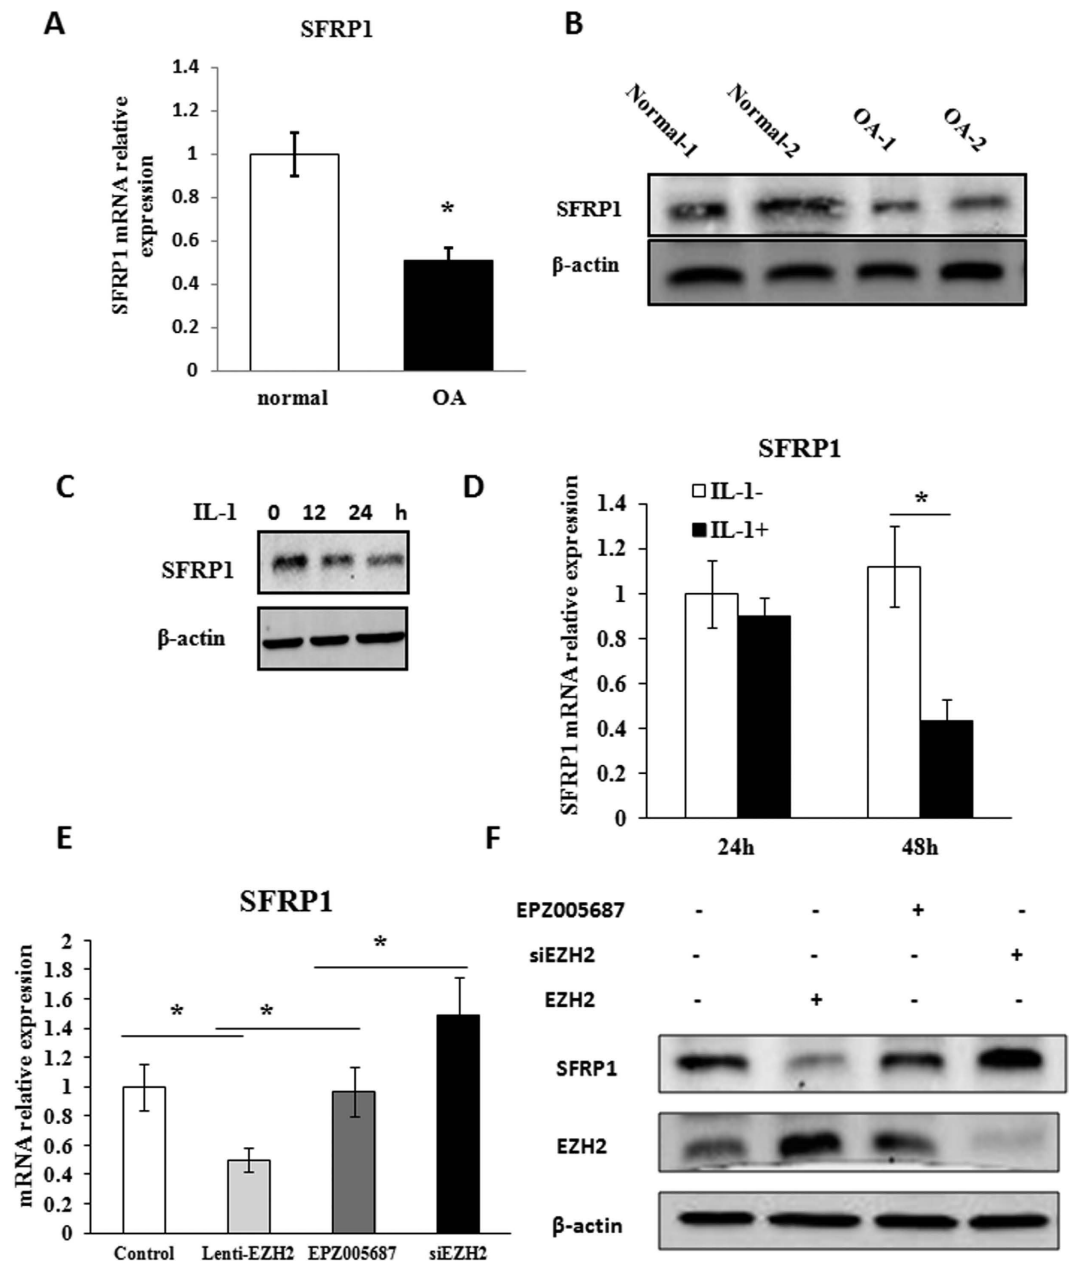 A
SFRP1
SFRP1 mRNA relative
expression
1.4
1.2
1
0.8
0.6
0.4
0.2
0
*
normal OA
B
Normal-1 Normal-2 OA-1 OA-2
SFRP1
β-actin
C
IL-1 0 12 24 h
SFRP1
β-actin
D
SFRP1
IL-1-
IL-1+
*
SFRP1 mRNA relative expression
1.4
1.2
1
0.8
0.6
0.4
0.2
0
24h 48h
E
SFRP1
mRNA relative expression
2
1.8
1.6
1.4
1.2
1
0.8
0.6
0.4
0.2
0
* * *
Control Lenti-EZH2 EPZ005687 siEZH2
F
EPZ005687 - - + -
siEZH2 - - - +
EZH2 - + - -
SFRP1
EZH2
β-actin